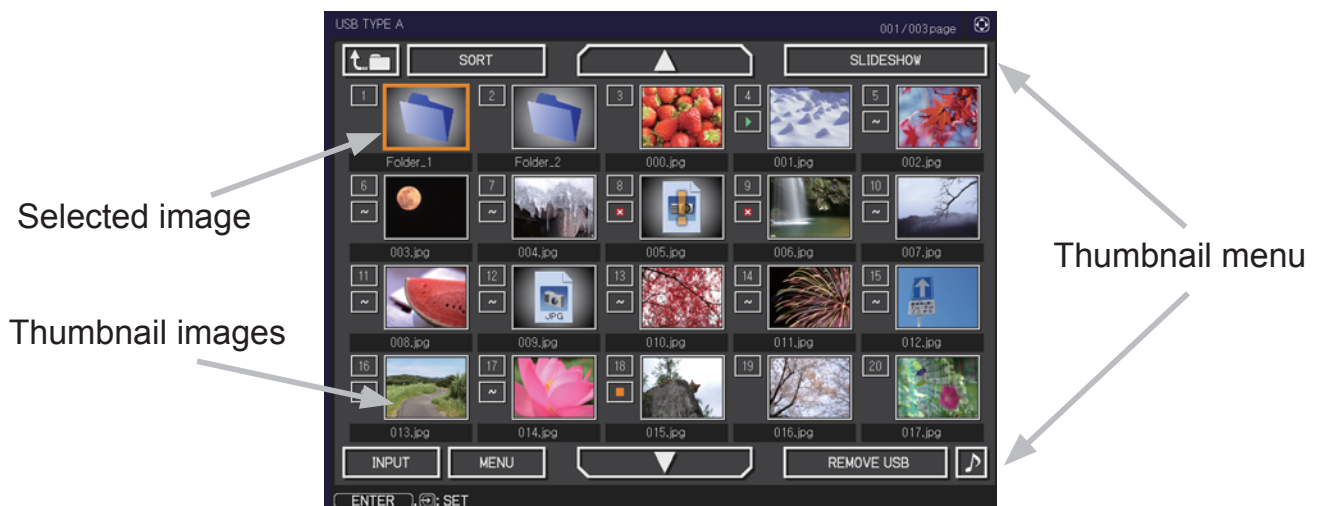 USB TYPE A
001/003page
SORT
SLIDESHOW
1
2
3
4
5
~
Folder_1
Folder_2
000.jpg
001.jpg
002.jpg
6
7
8
9
10
~
~
~
003.jpg
004.jpg
005.jpg
006.jpg
007.jpg
11
12
13
14
15
~
~
~
~
~
JPG
008.jpg
009.jpg
010.jpg
011.jpg
012.jpg
16
17
18
19
20
~
013.jpg
014.jpg
015.jpg
016.jpg
017.jpg
INPUT
MENU
REMOVE USB
ENTER , : SET
Selected image
Thumbnail images
Thumbnail menu